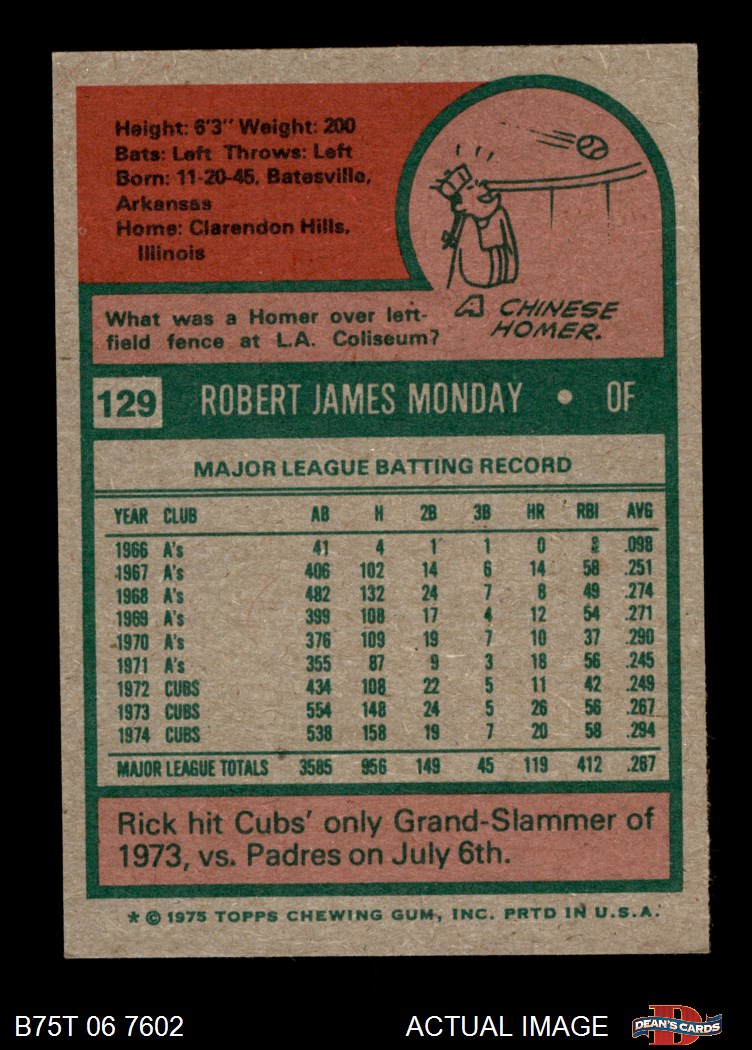 Height: 6'3" Weight: 200
Bats: Left Throws: Left
Born: 11-20-45, Batesville,
Arkansas
Home: Clarendon Hills,
Illinois
What was a Homer over left-
field fence at L.A. Coliseum?
A CHINESE
HOMER.
129 ROBERT JAMES MONDAY • OF
MAJOR LEAGUE BATTING RECORD
YEAR CLUB AB H 2B 3B HR RBI AVG
1966 A's 41 4 1 1 0 2 .098
1967 A's 406 102 14 6 14 58 .251
1968 A's 482 132 24 7 8 49 .274
1969 A's 399 108 17 4 12 54 .271
1970 A's 376 109 19 7 10 37 .290
1971 A's 355 87 9 3 18 56 .245
1972 CUBS 434 108 22 5 11 42 .249
1973 CUBS 554 148 24 5 26 56 .267
1974 CUBS 538 158 19 7 20 58 .294
MAJOR LEAGUE TOTALS 3585 956 149 45 119 412 .267
Rick hit Cubs' only Grand-Slammer of
1973, vs. Padres on July 6th.
* © 1975 TOPPS CHEWING GUM, INC. PRTD IN U.S.A.
B75T 06 7602 ACTUAL IMAGE DEAN'S CARDS